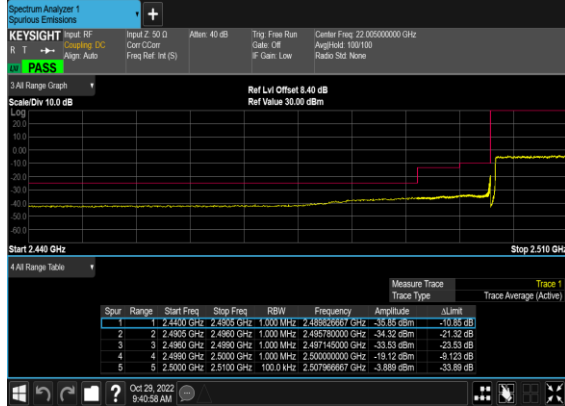 Spectrum Analyzer 1
Spurious Emissions
+
KEYSIGHT Input: RF Input Z: 50 Ω Atten: 40 dB Trig: Free Run Center Freq: 22.005000000 GHz
R T Coupling: DC Corr CCorr Gate: Off Avg|Hold: 100/100
Align: Auto Freq Ref: Int (S) IF Gain: Low Radio Std: None
PASS
3 All Range Graph
Ref Lvl Offset 8.40 dB
Scale/Div 10.0 dB Ref Value 30.00 dBm
Log
20.0
10.0
0.00
-10.0
-20.0
-30.0
-40.0
-50.0
-60.0
Start 2.440 GHz Stop 2.510 GHz
4 All Range Table
Measure Trace Trace 1
Trace Type Trace Average (Active)
Spur Range Start Freq Stop Freq RBW Frequency Amplitude ΔLimit
1 1 2.4400 GHz 2.4905 GHz 1.000 MHz 2.489826667 GHz -35.85 dBm -10.85 dB
2 2 2.4905 GHz 2.4960 GHz 1.000 MHz 2.495780000 GHz -34.32 dBm -21.32 dB
3 3 2.4960 GHz 2.4990 GHz 1.000 MHz 2.497145000 GHz -33.53 dBm -23.53 dB
4 4 2.4990 GHz 2.5000 GHz 1.000 MHz 2.500000000 GHz -19.12 dBm -9.123 dB
5 5 2.5000 GHz 2.5100 GHz 100.0 kHz 2.507966667 GHz -3.889 dBm -33.89 dB
? Oct 29, 2022
9:40:58 AM